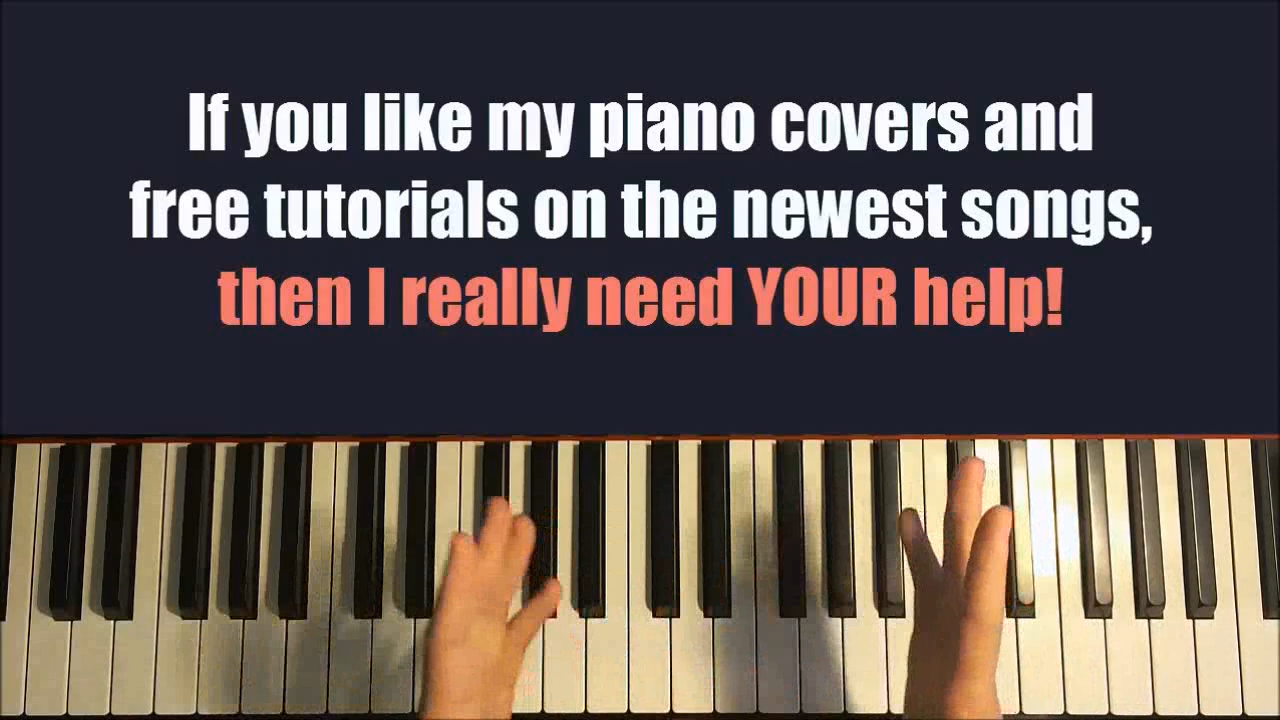 If you like my piano covers and
free tutorials on the newest songs,
then I really need YOUR help!